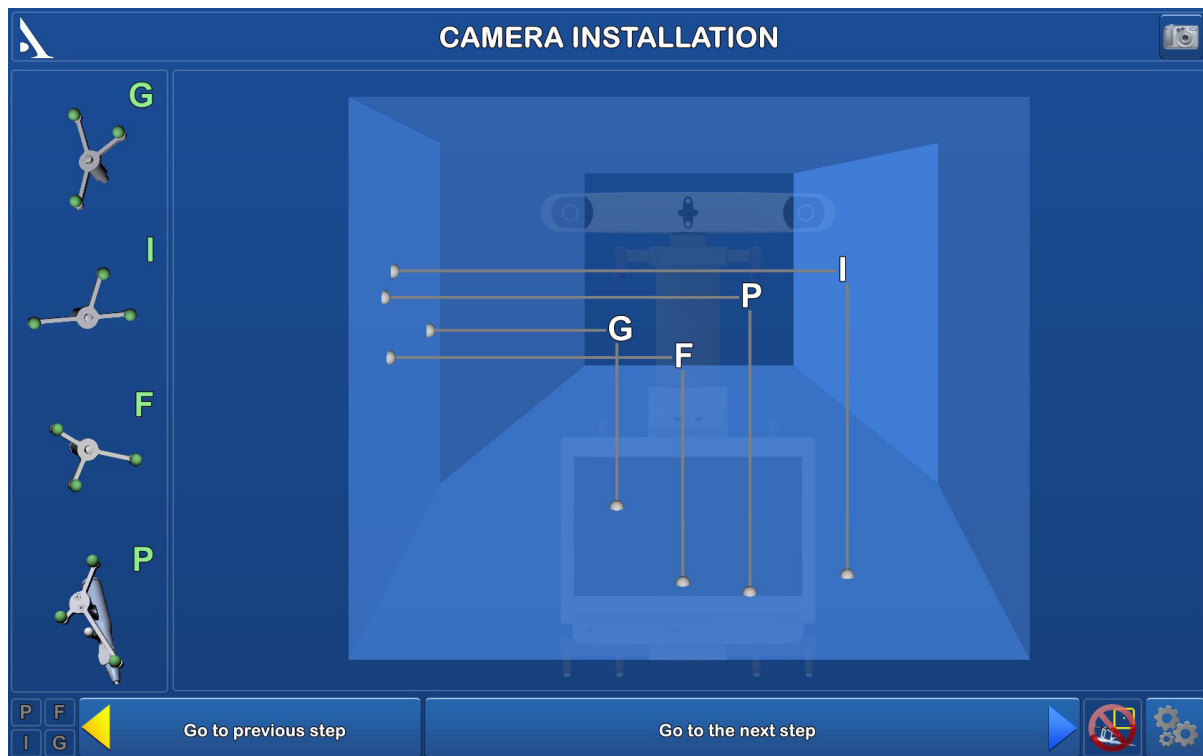 CAMERA INSTALLATION
G
I
F
P
I
P
G
F
P F
I G
Go to previous step
Go to the next step